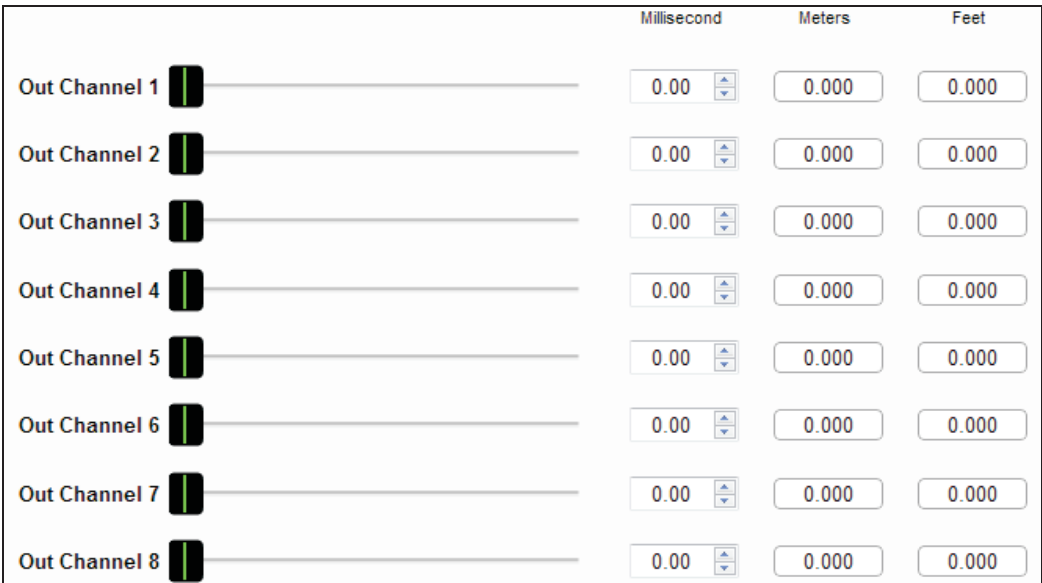 Millisecond Meters Feet
Out Channel 1 0.00 0.000 0.000
Out Channel 2 0.00 0.000 0.000
Out Channel 3 0.00 0.000 0.000
Out Channel 4 0.00 0.000 0.000
Out Channel 5 0.00 0.000 0.000
Out Channel 6 0.00 0.000 0.000
Out Channel 7 0.00 0.000 0.000
Out Channel 8 0.00 0.000 0.000